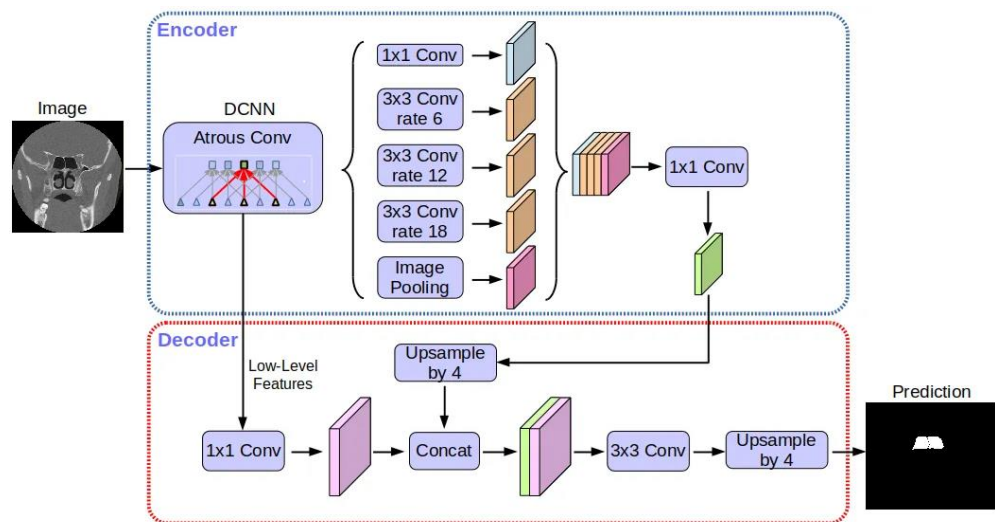 Encoder
Image
DCNN
Atrous Conv
1x1 Conv
3x3 Conv
rate 6
3x3 Conv
rate 12
3x3 Conv
rate 18
Image
Pooling
1x1 Conv
Decoder
Low-Level
Features
Upsample
by 4
1x1 Conv
Concat
3x3 Conv
Upsample
by 4
Prediction